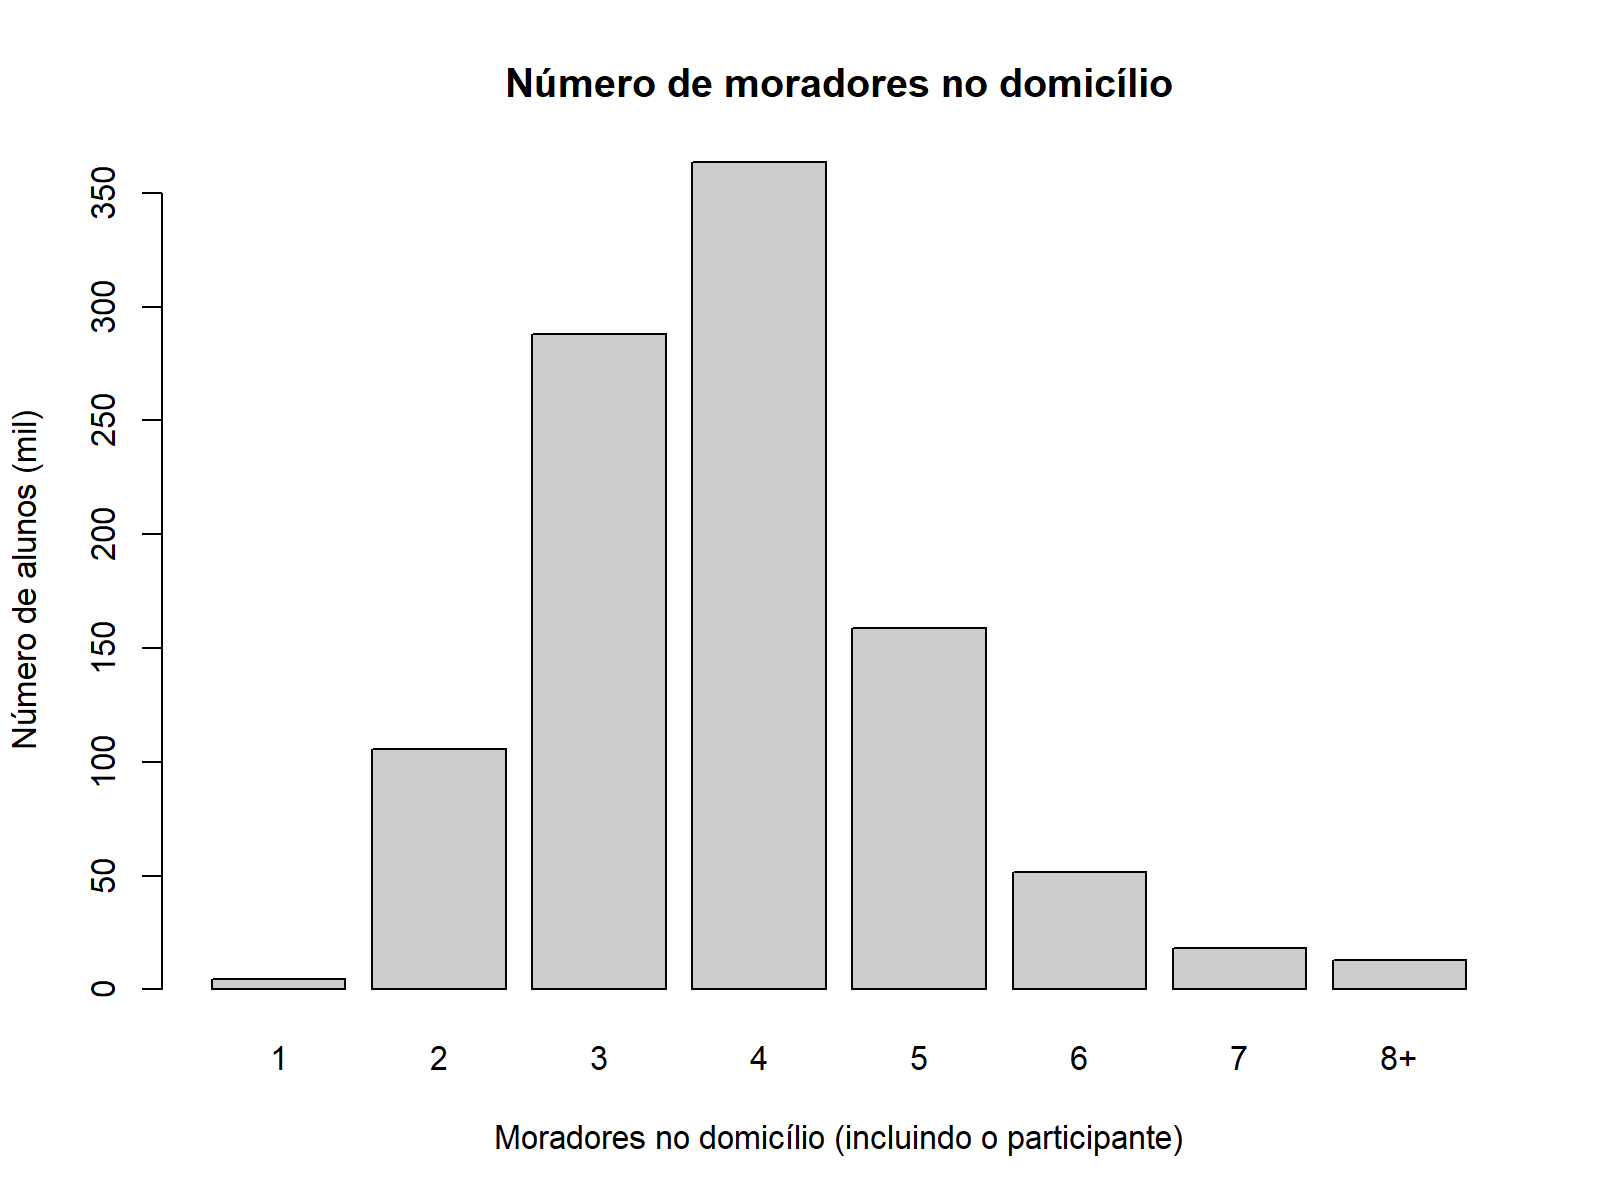 Número de moradores no domicílio
Número de alunos (mil)
350
300
250
200
150
100
50
0
1 2 3 4 5 6 7 8+
Moradores no domicílio (incluindo o participante)